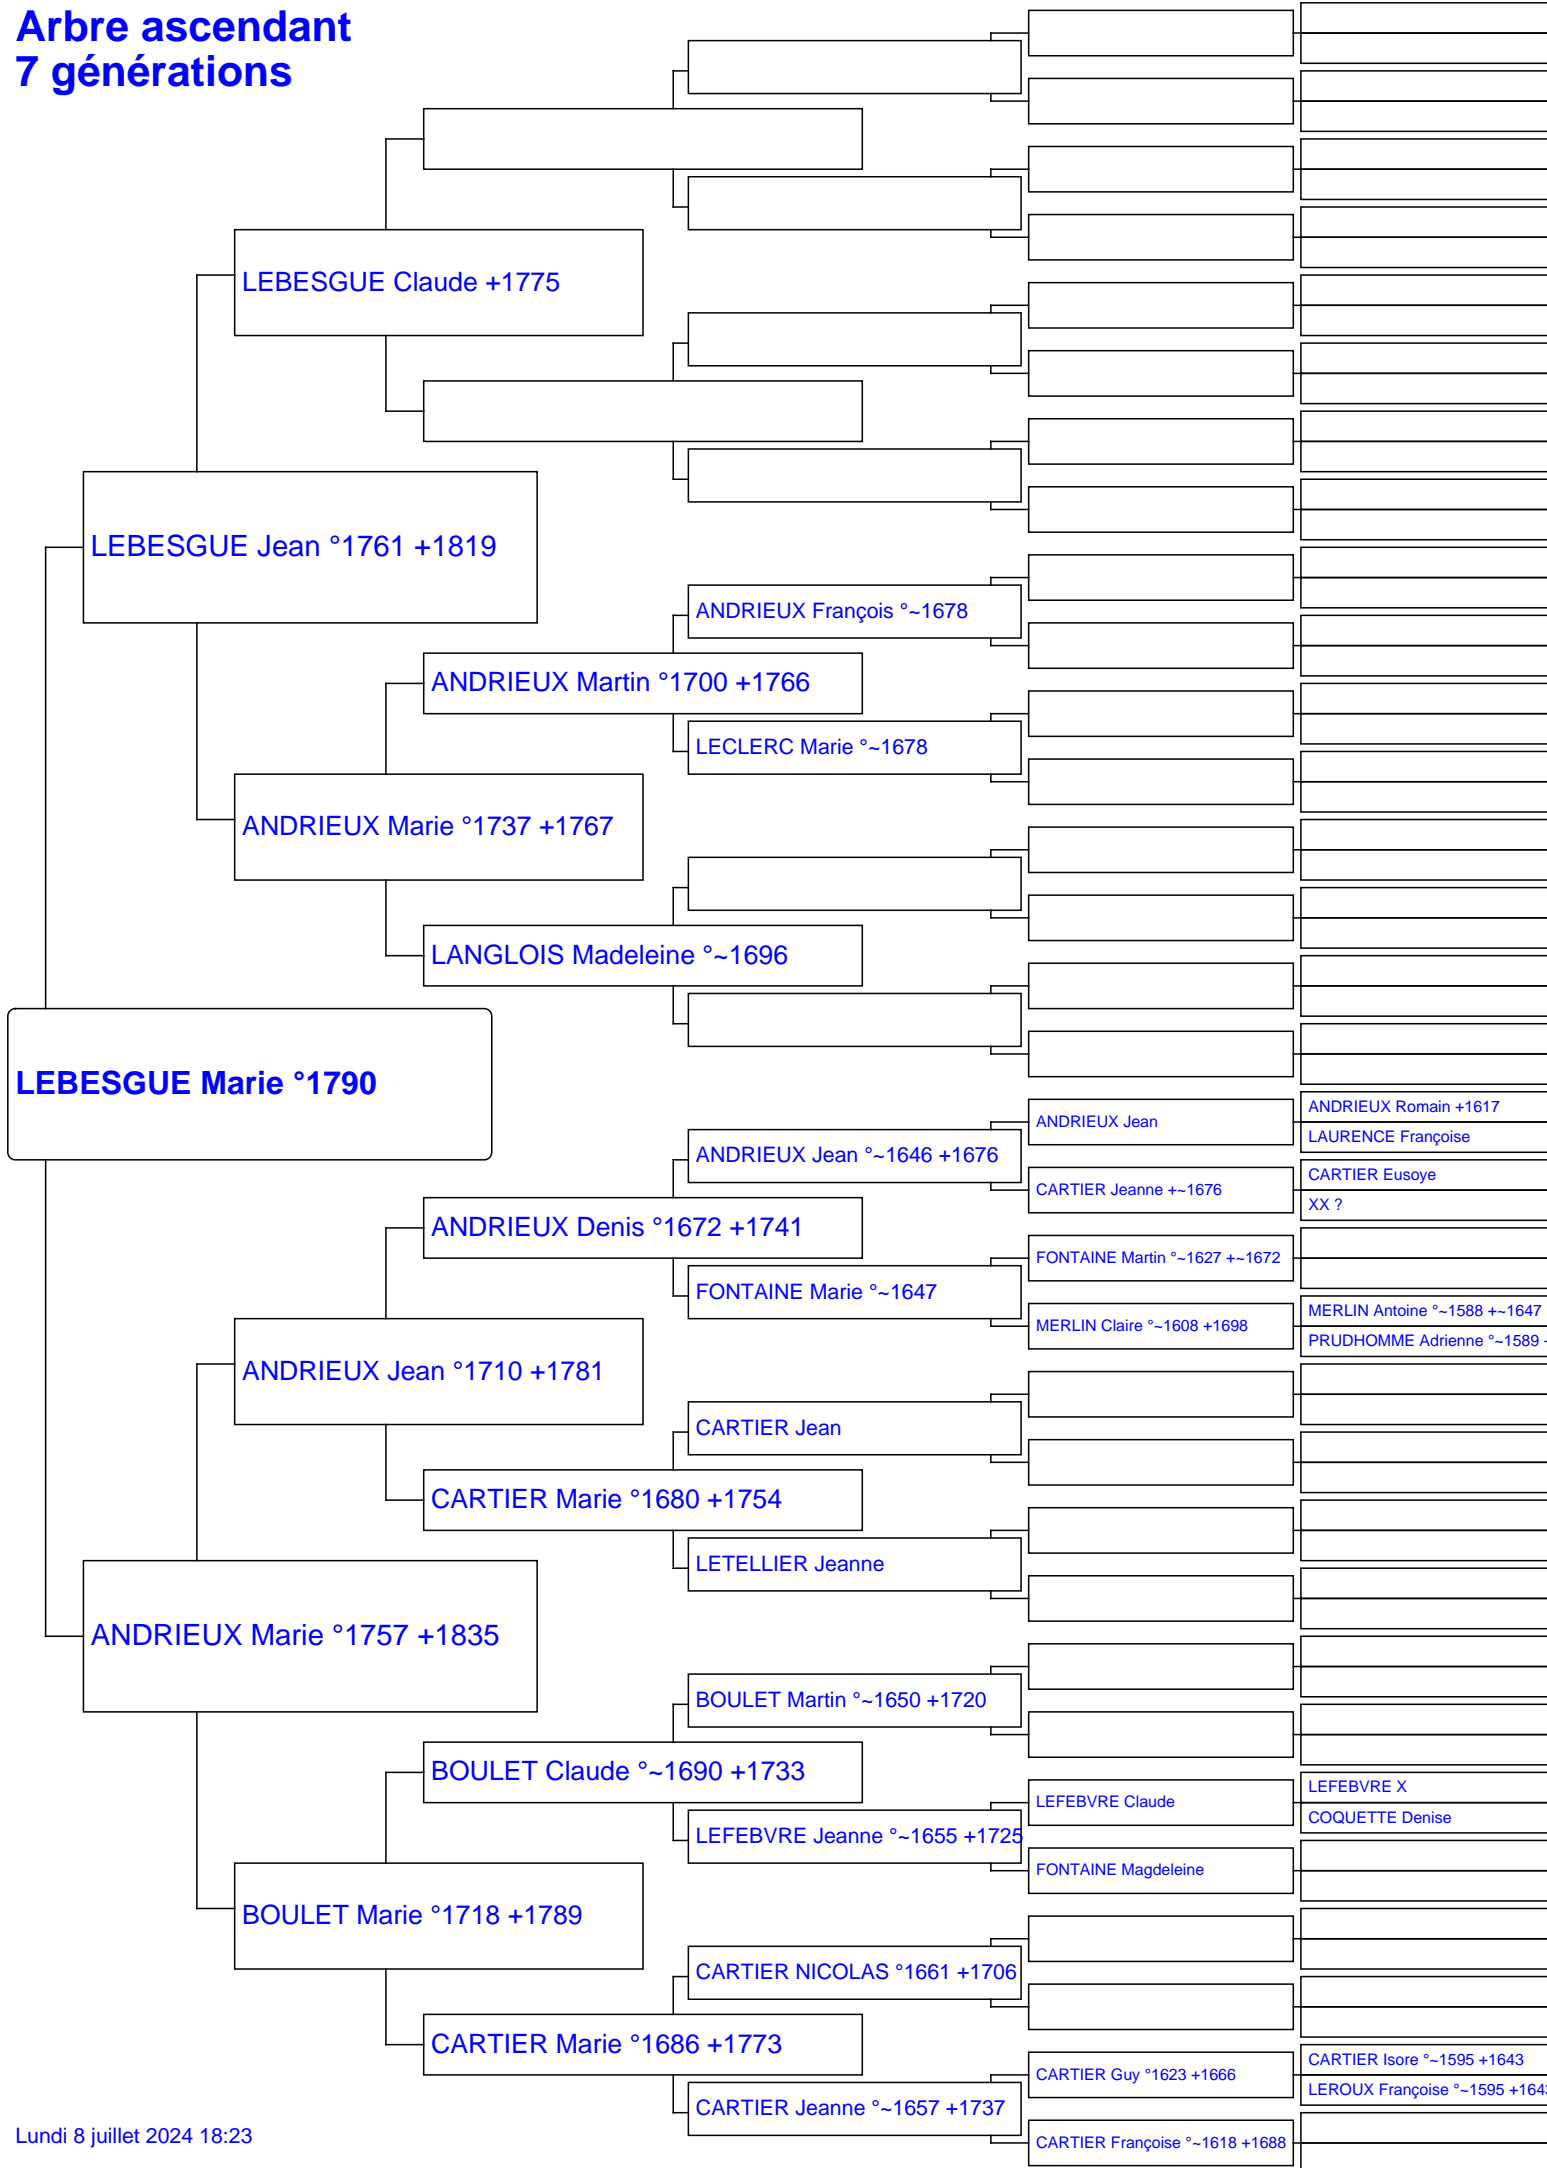 Arbre ascendant
7 générations
LEBESGUE Claude +1775
LEBESGUE Jean °1761 +1819
ANDRIEUX François °~1678
ANDRIEUX Martin °1700 +1766
LECLERC Marie °~1678
ANDRIEUX Marie °1737 +1767
LANGLOIS Madeleine °~1696
LEBESGUE Marie °1790
ANDRIEUX Romain +1617
ANDRIEUX Jean
LAURENCE Françoise
ANDRIEUX Jean °~1646 +1676
CARTIER Eusoye
CARTIER Jeanne +~1676
XX ?
ANDRIEUX Denis °1672 +1741
FONTAINE Martin °~1627 +~1672
FONTAINE Marie °~1647
MERLIN Antoine °~1588 +~1647
MERLIN Claire °~1608 +1698
PRUDHOMME Adrienne °~1589
ANDRIEUX Jean °1710 +1781
CARTIER Jean
CARTIER Marie °1680 +1754
LETELLIER Jeanne
ANDRIEUX Marie °1757 +1835
BOULET Martin °~1650 +1720
BOULET Claude °~1690 +1733
LEFEBVRE X
LEFEBVRE Claude
COQUETTE Denise
LEFEBVRE Jeanne °~1655 +1725
FONTAINE Magdeleine
BOULET Marie °1718 +1789
CARTIER NICOLAS °1661 +1706
CARTIER Marie °1686 +1773
CARTIER Isore °~1595 +1643
CARTIER Guy °1623 +1666
LEROUX Françoise °~1595 +1643
CARTIER Jeanne °~1657 +1737
CARTIER Françoise °~1618 +1688
Lundi 8 juillet 2024 18:23